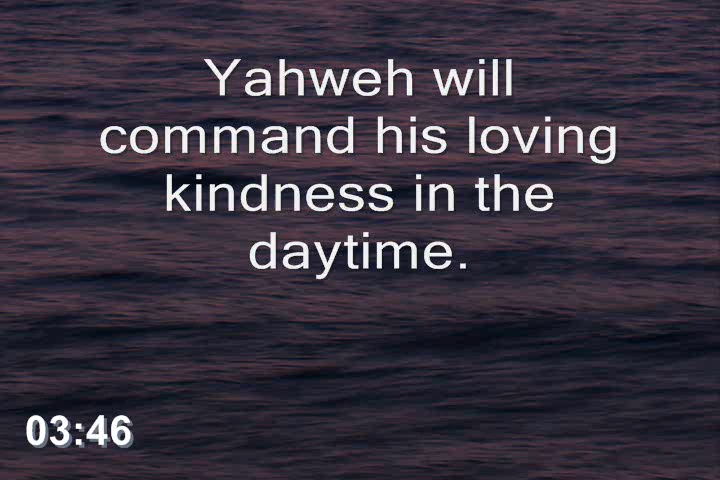 Yahweh will
command his loving
kindness in the
daytime.
03:46